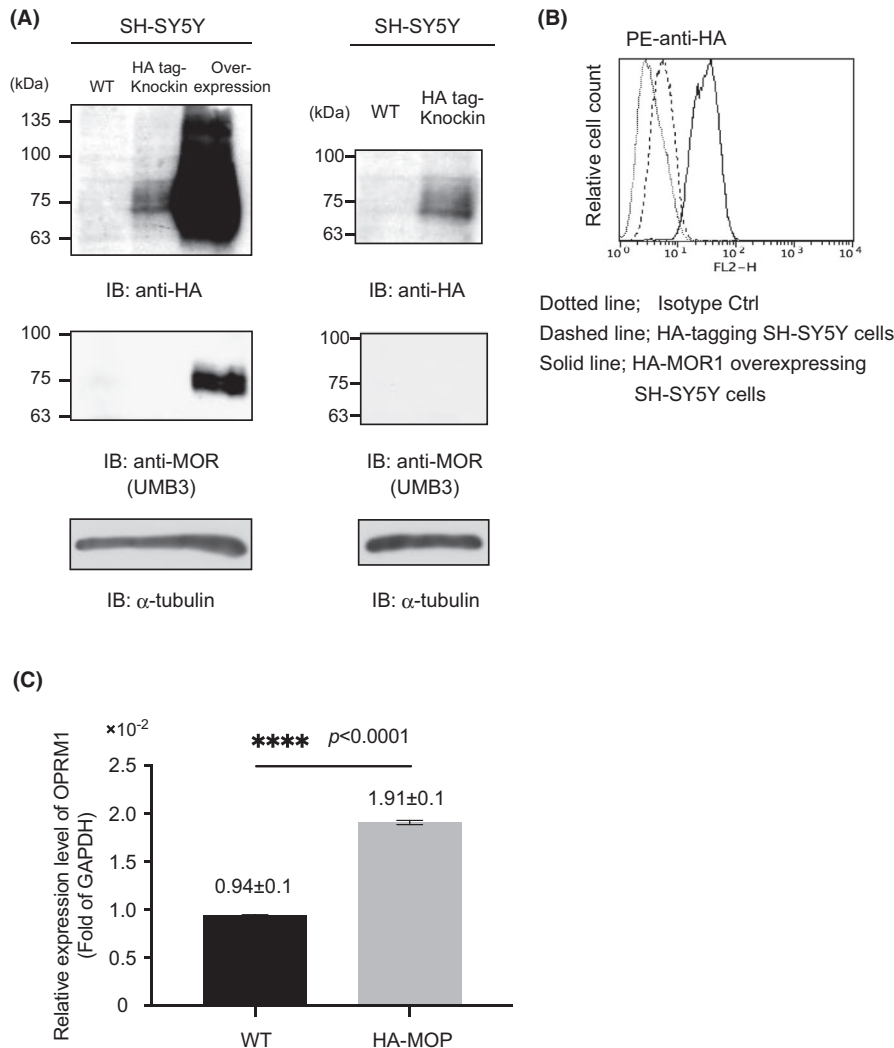 (A)
SH-SY5Y
(kDa)
WT
HA tag-
Knockin
Over-
expression
135
100
75
63
IB: anti-HA
100
75
63
IB: anti-MOR
(UMB3)
IB: α-tubulin
SH-SY5Y
(kDa)
WT
HA tag-
Knockin
100
75
63
IB: anti-HA
100
75
63
IB: anti-MOR
(UMB3)
IB: α-tubulin
(B)
PE-anti-HA
Relative cell count
10⁰ 10¹ 10² 10³ 10⁴
FL2-H
Dotted line; Isotype Ctrl
Dashed line; HA-tagging SH-SY5Y cells
Solid line; HA-MOR1 overexpressing
SH-SY5Y cells
(C)
Relative expression level of OPRM1
(Fold of GAPDH)
×10⁻²
2.5
2.0
1.5
1.0
0.5
0
**** p<0.0001
0.94±0.1
1.91±0.1
WT
HA-MOP